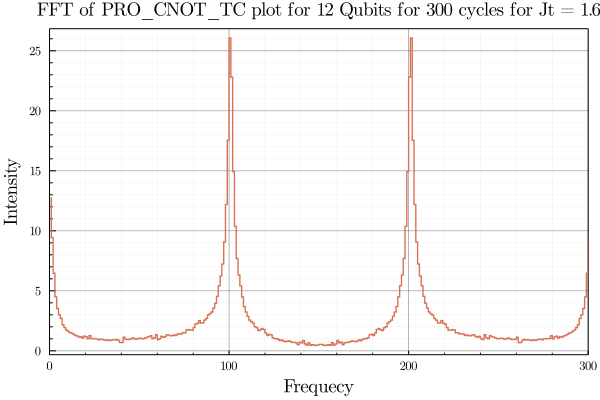 FFT of PRO_CNOT_TC plot for 12 Qubits for 300 cycles for Jt = 1.6
25
20
15
10
5
0
Intensity
0 100 200 300
Frequecy